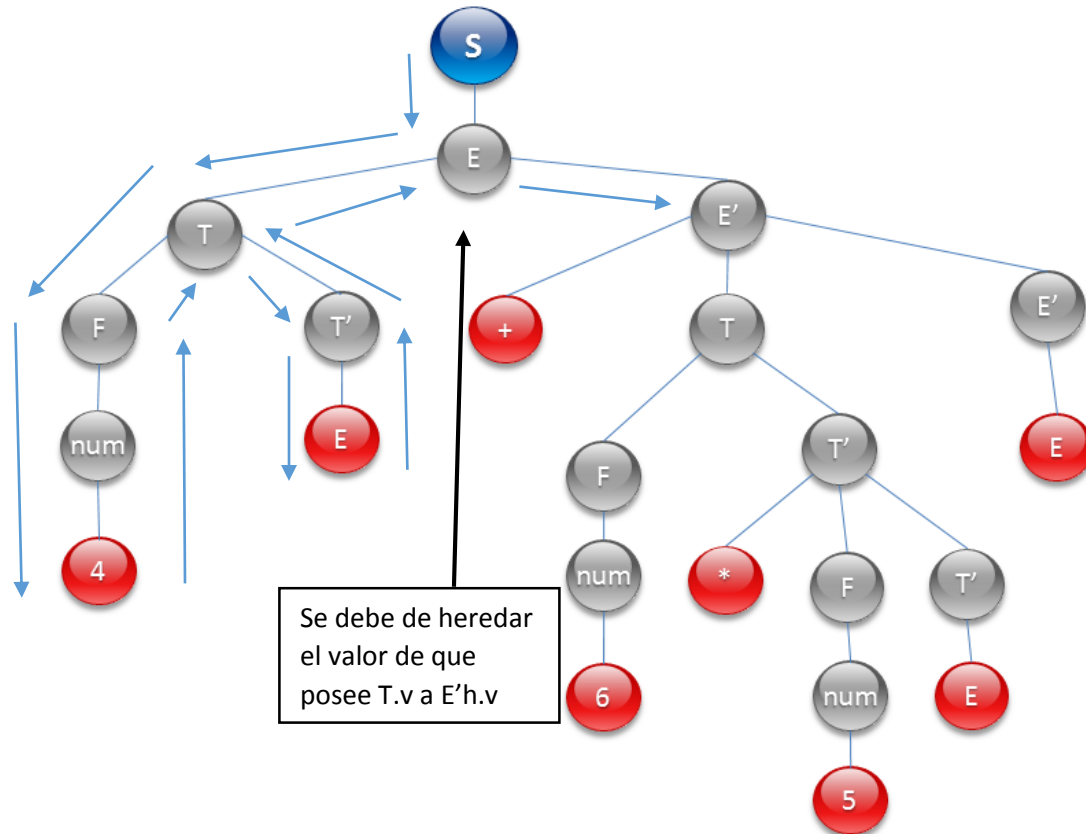 S
E
T
E'
F
T'
+
T
E'
num
E
F
T'
E
4
num
*
F
T'
Se debe de heredar
el valor de que
posee T.v a E'h.v
6
num
E
5